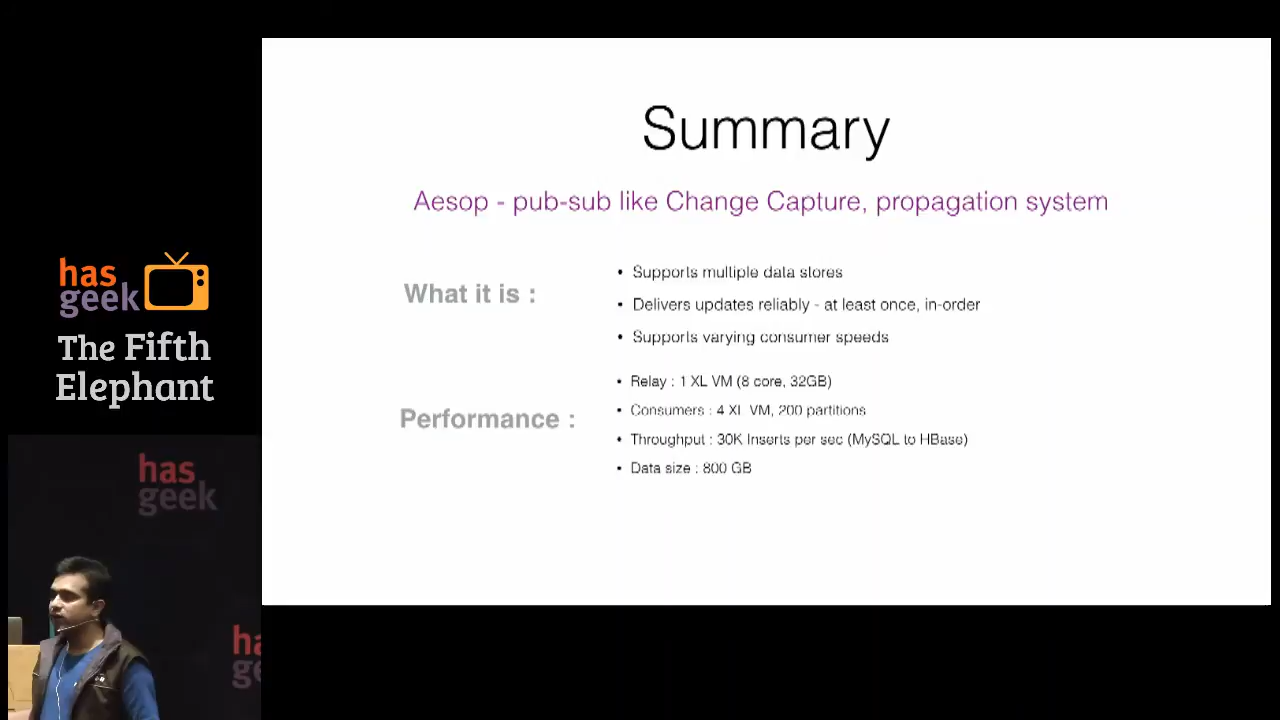 Summary
Aesop - pub-sub like Change Capture, propagation system
What it is :
• Supports multiple data stores
• Delivers updates reliably - at least once, in-order
• Supports varying consumer speeds
Performance :
• Relay : 1 XL VM (8 core, 32GB)
• Consumers : 4 XL VM, 200 partitions
• Throughput : 30K Inserts per sec (MySQL to HBase)
• Data size : 800 GB
has
geek
The Fifth
Elephant
has
geek
ha
ge